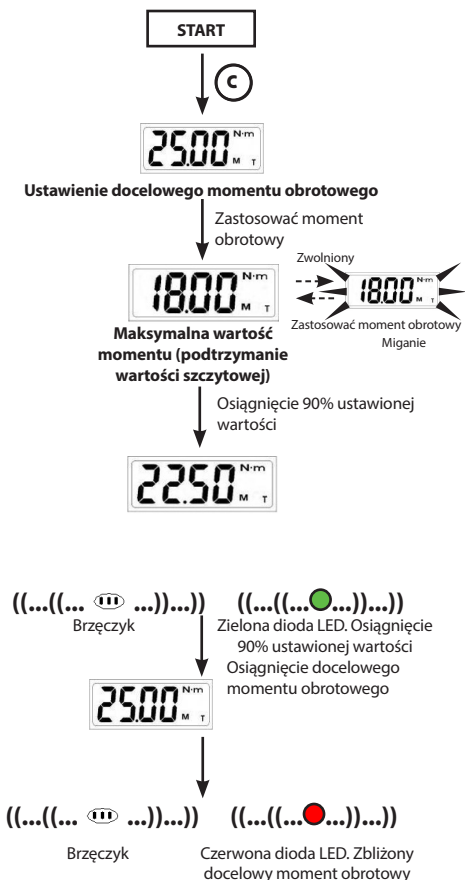 START
C
25.00 N·m
M T
Ustawienie docelowego momentu obrotowego
Zastosować moment
obrotowy
18.00 N·m
M T
Zwolniony
18.00 N·m
M T
Zastosować moment obrotowy
Miganie
Maksymalna wartość
momentu (podtrzymanie
wartości szczytowej)
Osiągnięcie 90% ustawionej
wartości
22.50 N·m
M T
((...((... ...))...)) ((...((... ...))...))
Brzęczyk
Zielona dioda LED. Osiągnięcie
90% ustawionej wartości
Osiągnięcie docelowego
momentu obrotowego
25.00 N·m
M T
((...((... ...))...)) ((...((... ...))...))
Brzęczyk
Czerwona dioda LED. Zbliżony
docelowy moment obrotowy